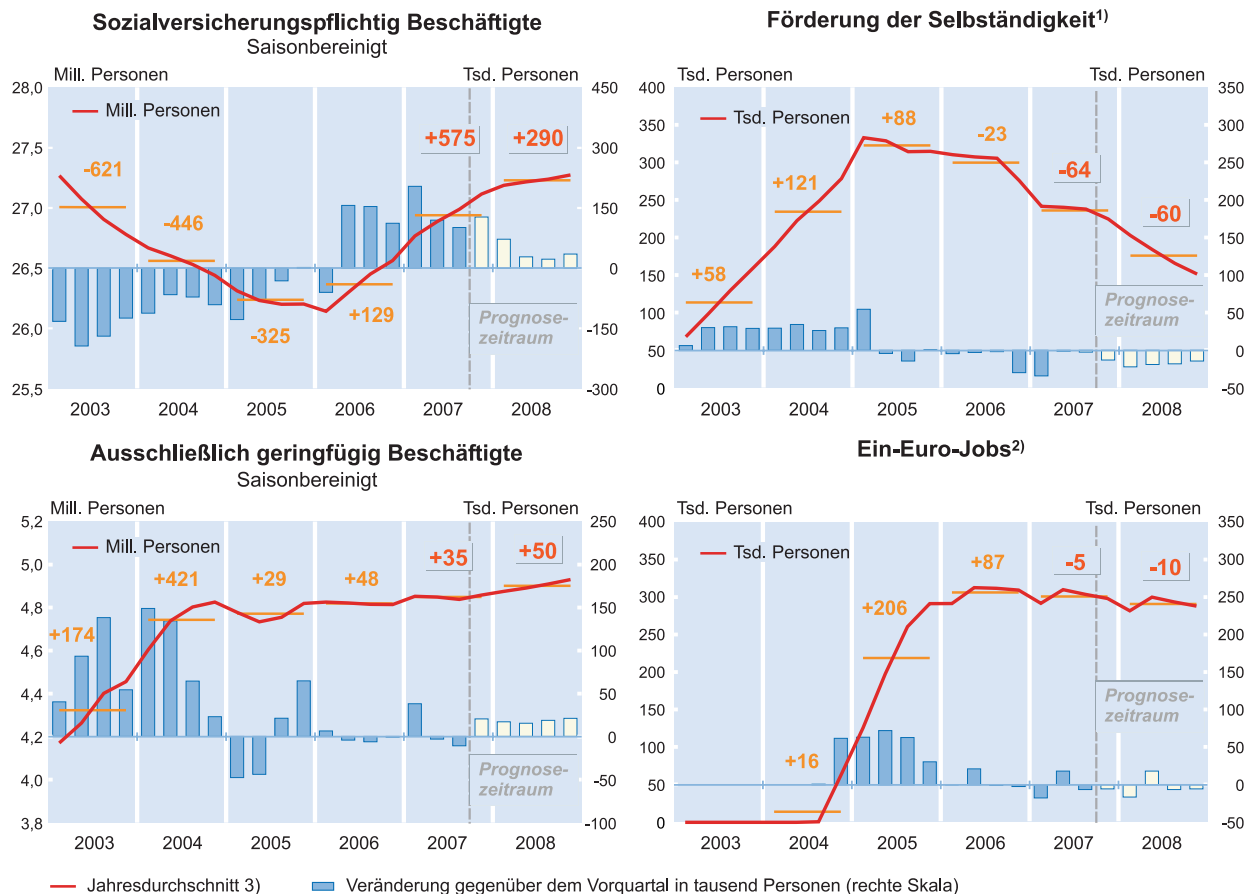 Sozialversicherungspflichtig Beschäftigte
Saisonbereinigt
Mill. Personen
Tsd. Personen
28,0
27,5
27,0
26,5
26,0
25,5
450
300
150
0
-150
-300
Mill. Personen
-621
-446
-325
+129
+575
+290
Prognose-
zeitraum
2003 2004 2005 2006 2007 2008
Förderung der Selbständigkeit1)
Tsd. Personen
Tsd. Personen
400
350
300
250
200
150
100
50
0
350
300
250
200
150
100
50
0
-50
Tsd. Personen
+58
+121
+88
-23
-64
-60
Prognose-
zeitraum
2003 2004 2005 2006 2007 2008
Ausschließlich geringfügig Beschäftigte
Saisonbereinigt
Mill. Personen
Tsd. Personen
5,2
5,0
4,8
4,6
4,4
4,2
4,0
3,8
250
200
150
100
50
0
-50
-100
Mill. Personen
+174
+421
+29
+48
+35
+50
Prognose-
zeitraum
2003 2004 2005 2006 2007 2008
Ein-Euro-Jobs2)
Tsd. Personen
Tsd. Personen
400
350
300
250
200
150
100
50
0
350
300
250
200
150
100
50
0
-50
Tsd. Personen
+16
+206
+87
-5
-10
Prognose-
zeitraum
2003 2004 2005 2006 2007 2008
Jahresdurchschnitt 3)
Veränderung gegenüber dem Vorquartal in tausend Personen (rechte Skala)